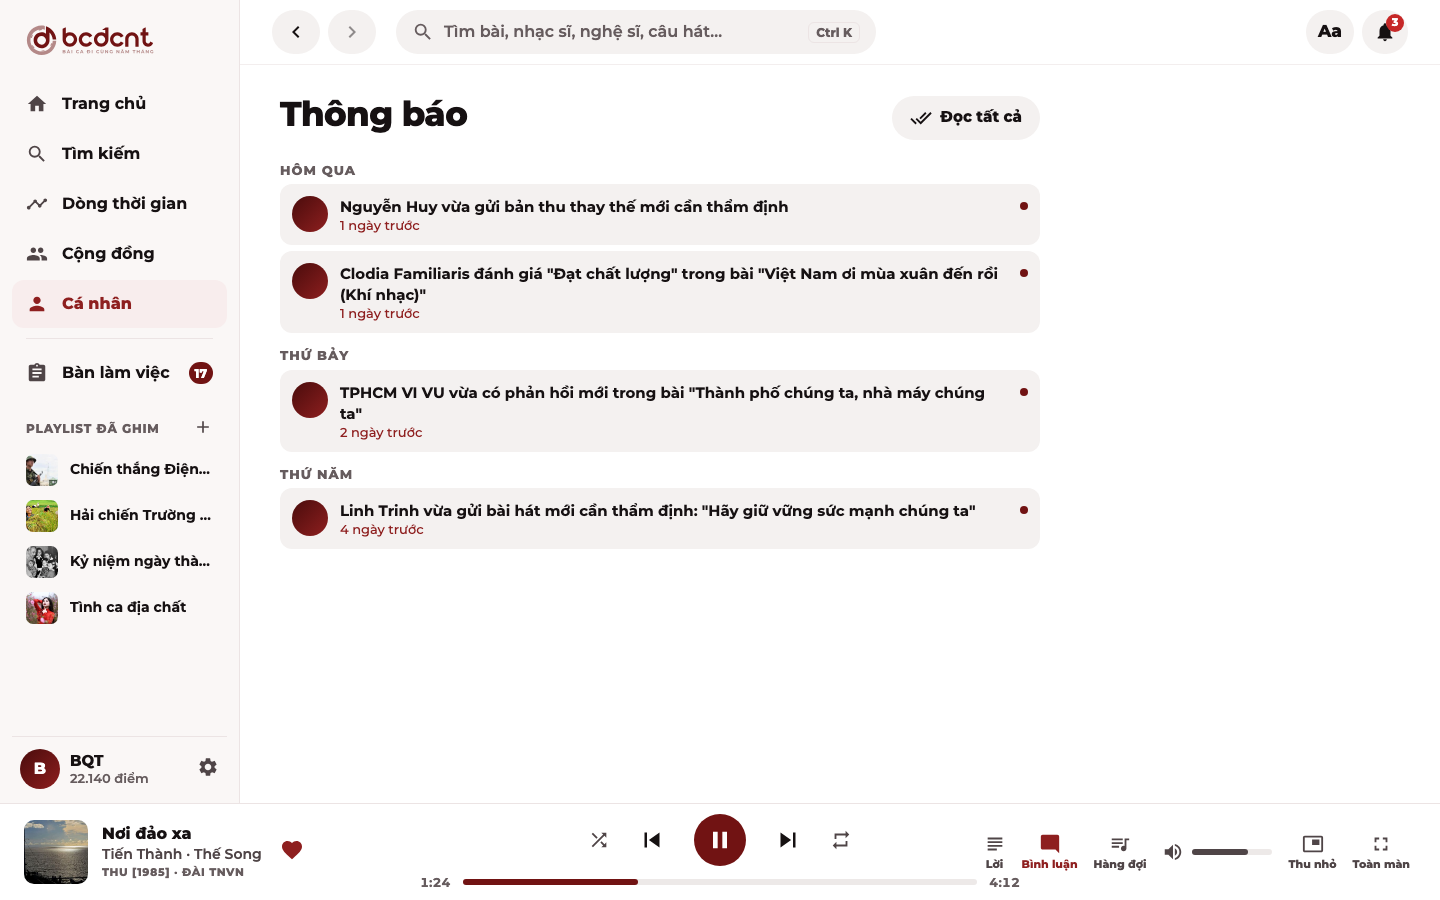 bcdcnt
BÀI CA ĐI CÙNG NĂM THÁNG
Trang chủ
Tìm kiếm
Dòng thời gian
Cộng đồng
Cá nhân
Bàn làm việc
17
PLAYLIST ĐÃ GHIM
Chiến thắng Điện...
Hải chiến Trường ...
Kỷ niệm ngày thà...
Tình ca địa chất
B
BQT
22.140 điểm
Tìm bài, nhạc sĩ, nghệ sĩ, câu hát...
Ctrl K
Aa
3
Thông báo
Đọc tất cả
HÔM QUA
Nguyễn Huy vừa gửi bản thu thay thế mới cần thẩm định
1 ngày trước
Clodia Familiaris đánh giá "Đạt chất lượng" trong bài "Việt Nam ơi mùa xuân đến rồi
(Khí nhạc)"
1 ngày trước
THỨ BẢY
TPHCM VI VU vừa có phản hồi mới trong bài "Thành phố chúng ta, nhà máy chúng
ta"
2 ngày trước
THỨ NĂM
Linh Trinh vừa gửi bài hát mới cần thẩm định: "Hãy giữ vững sức mạnh chúng ta"
4 ngày trước
Nơi đảo xa
Tiến Thành · Thế Song
THU [1985] · ĐÀI TNVN
1:24
4:12
Lời
Bình luận
Hàng đợi
Thu nhỏ
Toàn màn